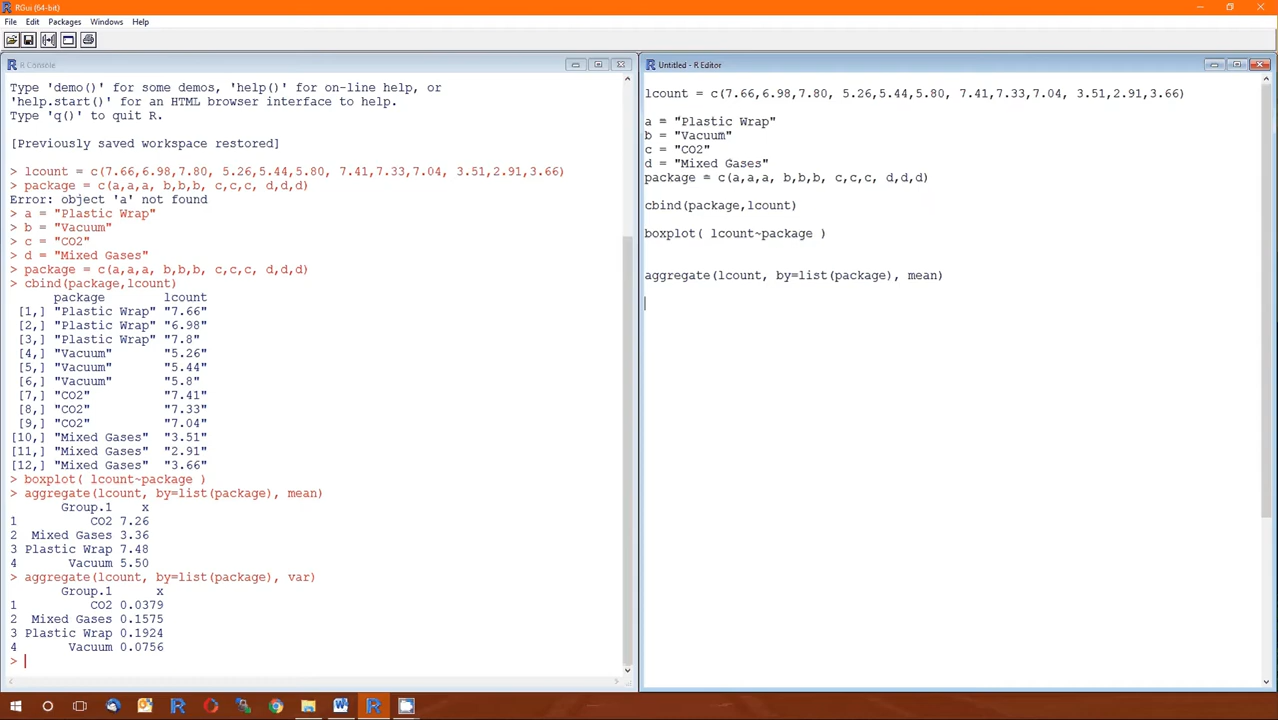 RGui (64-bit)
File Edit Packages Windows Help
R Console
Type 'demo()' for some demos, 'help()' for on-line help, or
'help.start()' for an HTML browser interface to help.
Type 'q()' to quit R.
[Previously saved workspace restored]
> lcount = c(7.66,6.98,7.80, 5.26,5.44,5.80, 7.41,7.33,7.04, 3.51,2.91,3.66)
> package = c(a,a,a, b,b,b, c,c,c, d,d,d)
Error: object 'a' not found
> a = "Plastic Wrap"
> b = "Vacuum"
> c = "CO2"
> d = "Mixed Gases"
> package = c(a,a,a, b,b,b, c,c,c, d,d,d)
> cbind(package,lcount)
package lcount
[1,] "Plastic Wrap" "7.66"
[2,] "Plastic Wrap" "6.98"
[3,] "Plastic Wrap" "7.8"
[4,] "Vacuum" "5.26"
[5,] "Vacuum" "5.44"
[6,] "Vacuum" "5.8"
[7,] "CO2" "7.41"
[8,] "CO2" "7.33"
[9,] "CO2" "7.04"
[10,] "Mixed Gases" "3.51"
[11,] "Mixed Gases" "2.91"
[12,] "Mixed Gases" "3.66"
> boxplot( lcount~package )
> aggregate(lcount, by=list(package), mean)
Group.1 x
1 CO2 7.26
2 Mixed Gases 3.36
3 Plastic Wrap 7.48
4 Vacuum 5.50
> aggregate(lcount, by=list(package), var)
Group.1 x
1 CO2 0.0379
2 Mixed Gases 0.1575
3 Plastic Wrap 0.1924
4 Vacuum 0.0756
>
Untitled - R Editor
lcount = c(7.66,6.98,7.80, 5.26,5.44,5.80, 7.41,7.33,7.04, 3.51,2.91,3.66)
a = "Plastic Wrap"
b = "Vacuum"
c = "CO2"
d = "Mixed Gases"
package = c(a,a,a, b,b,b, c,c,c, d,d,d)
cbind(package,lcount)
boxplot( lcount~package )
aggregate(lcount, by=list(package), mean)